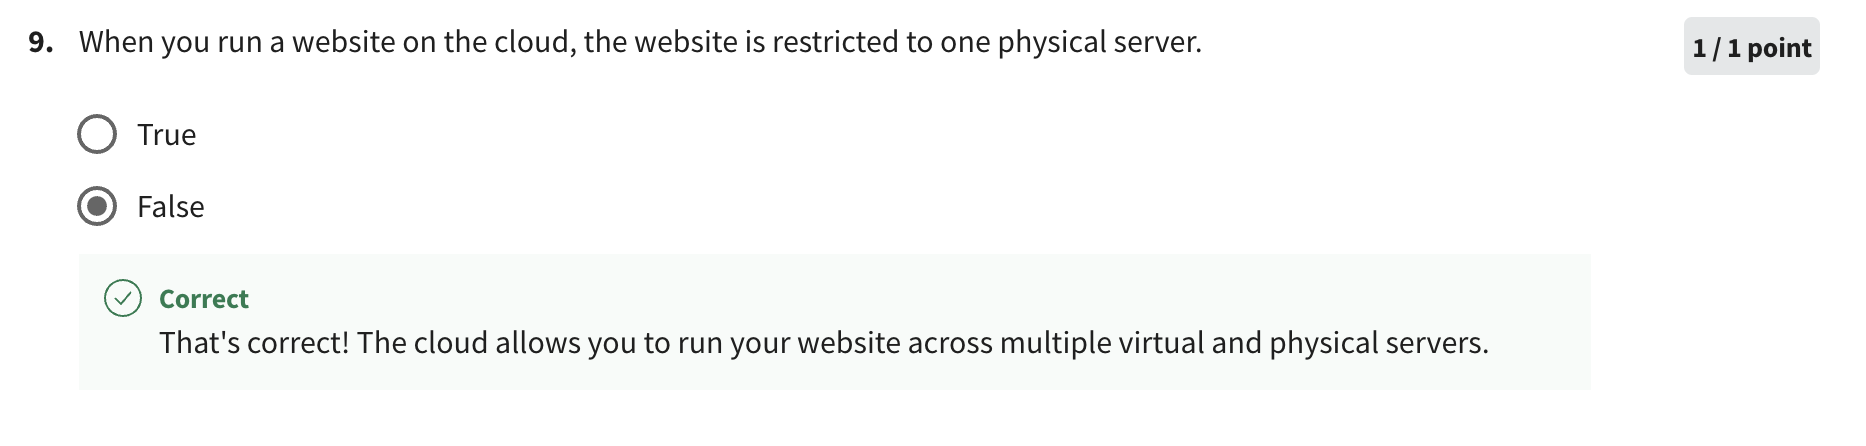 9. When you run a website on the cloud, the website is restricted to one physical server.
1 / 1 point
True
False
Correct
That's correct! The cloud allows you to run your website across multiple virtual and physical servers.